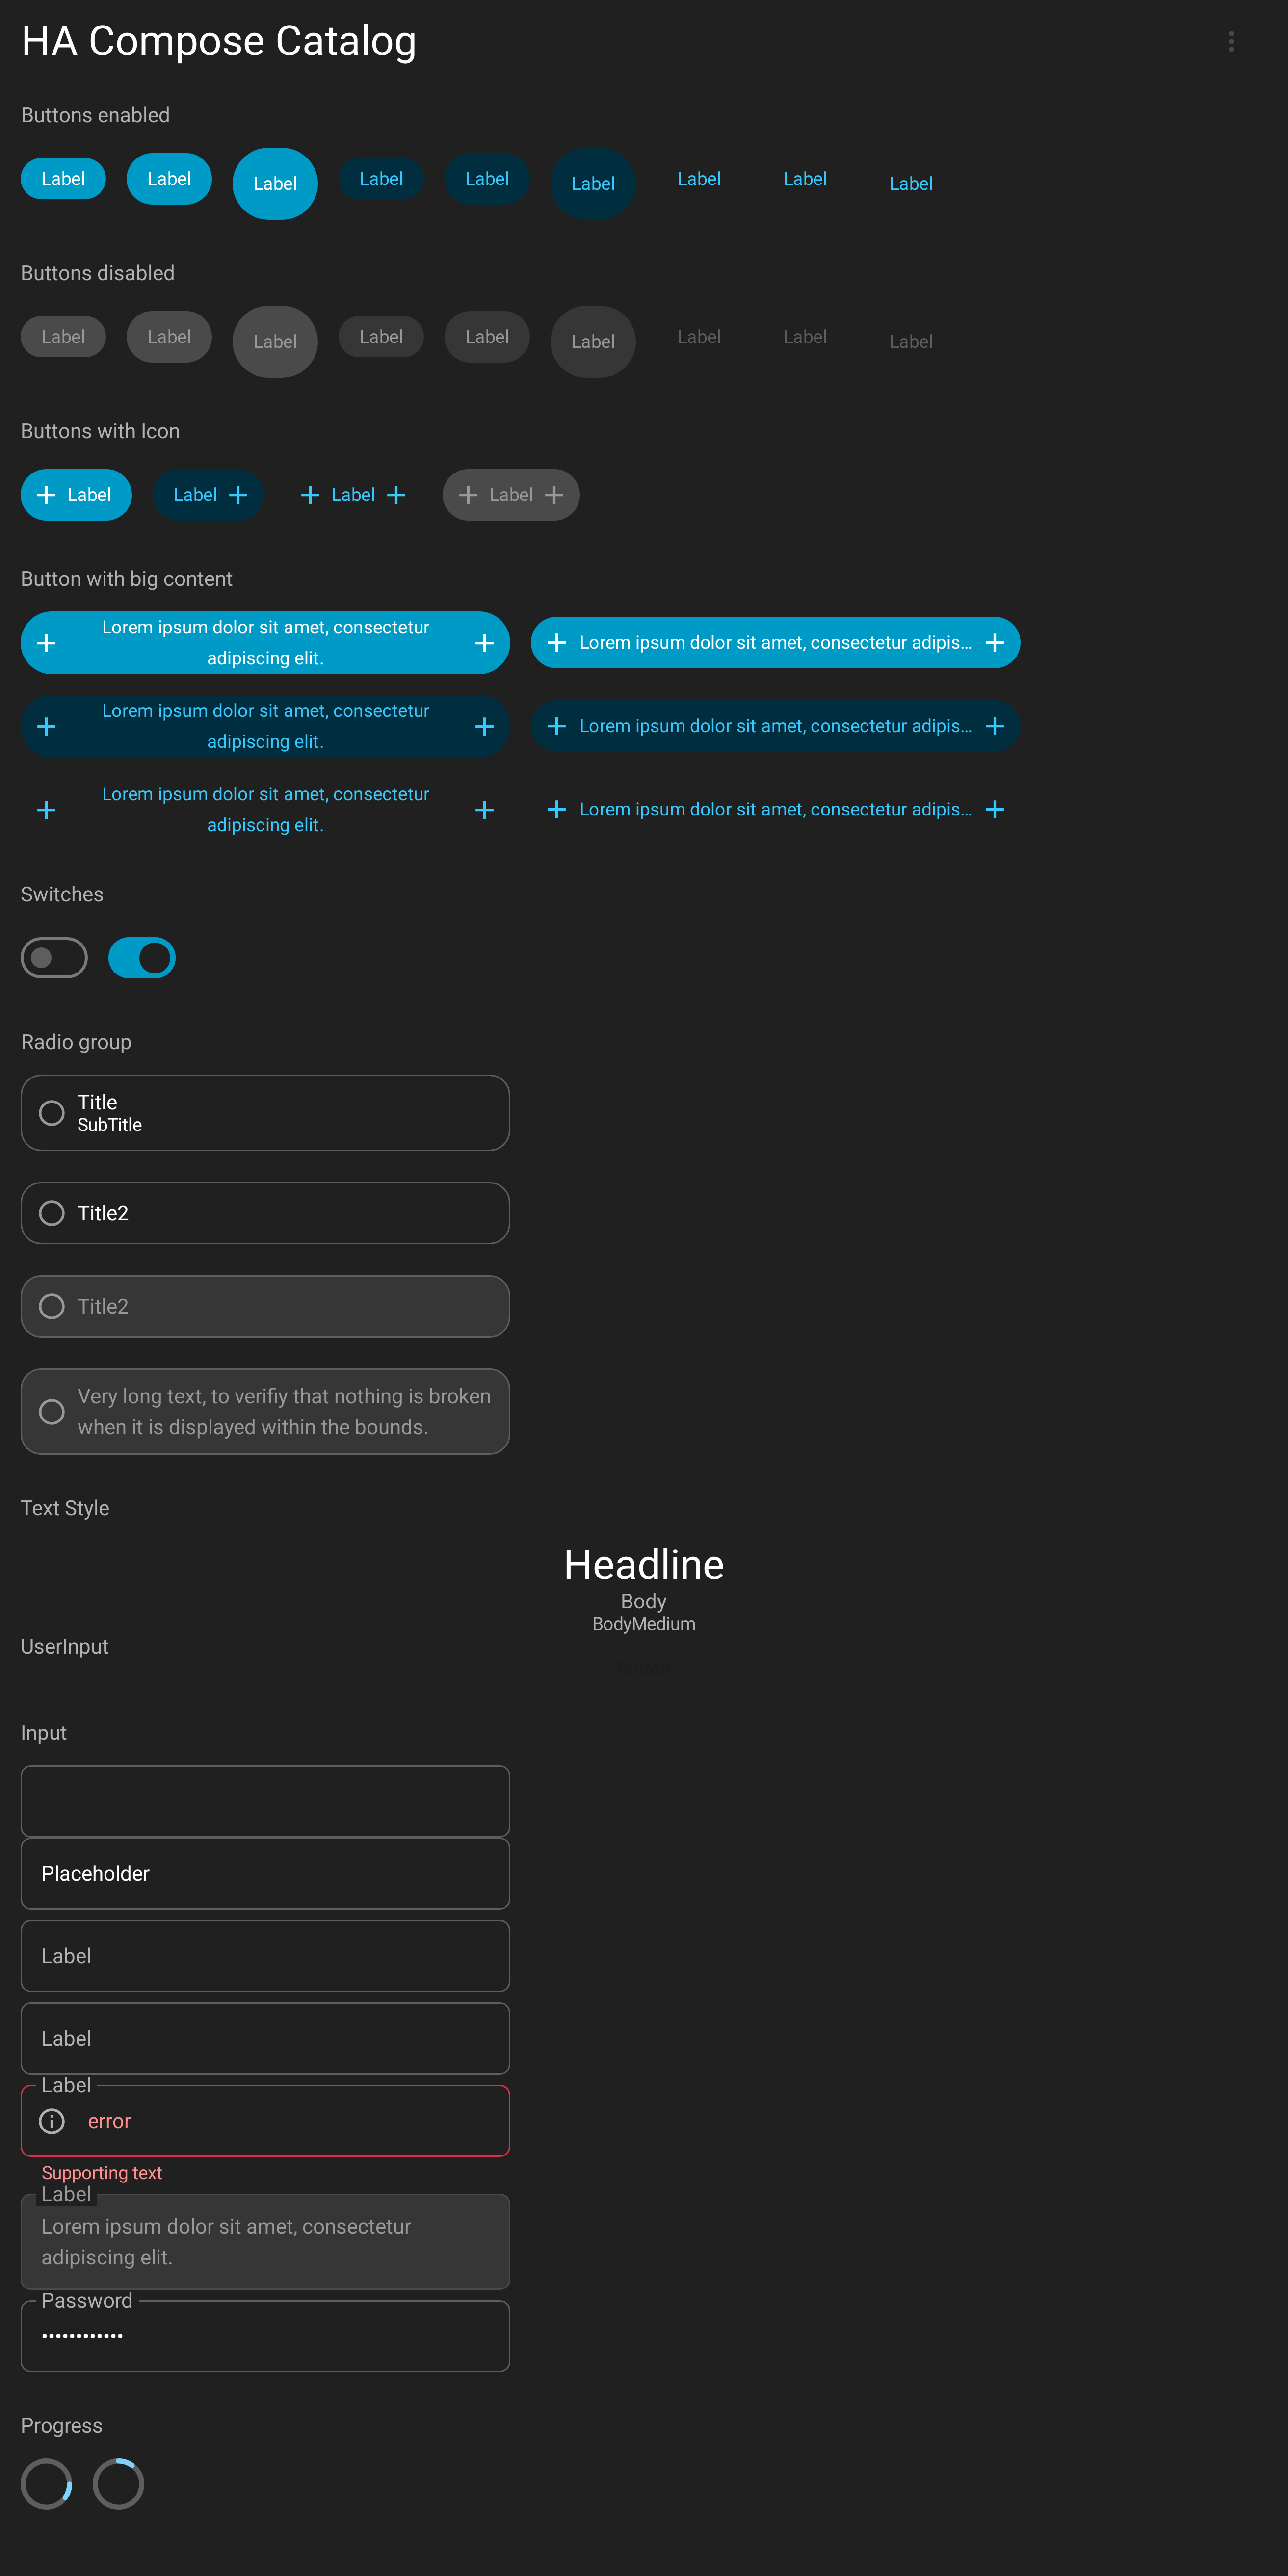 HA Compose Catalog
Buttons enabled
Label Label Label Label Label Label Label Label Label
Buttons disabled
Label Label Label Label Label Label Label Label Label
Buttons with Icon
Label Label Label Label
Button with big content
Lorem ipsum dolor sit amet, consectetur
adipiscing elit.
Lorem ipsum dolor sit amet, consectetur adipis...
Lorem ipsum dolor sit amet, consectetur
adipiscing elit.
Lorem ipsum dolor sit amet, consectetur adipis...
Lorem ipsum dolor sit amet, consectetur
adipiscing elit.
Lorem ipsum dolor sit amet, consectetur adipis...
Switches
Radio group
Title
SubTitle
Title2
Title2
Very long text, to verifiy that nothing is broken
when it is displayed within the bounds.
Text Style
Headline
Body
BodyMedium
UserInput
Button
Input
Placeholder
Label
Label
Label
error
Supporting text
Label
Lorem ipsum dolor sit amet, consectetur
adipiscing elit.
Password
••••••••••••
Progress